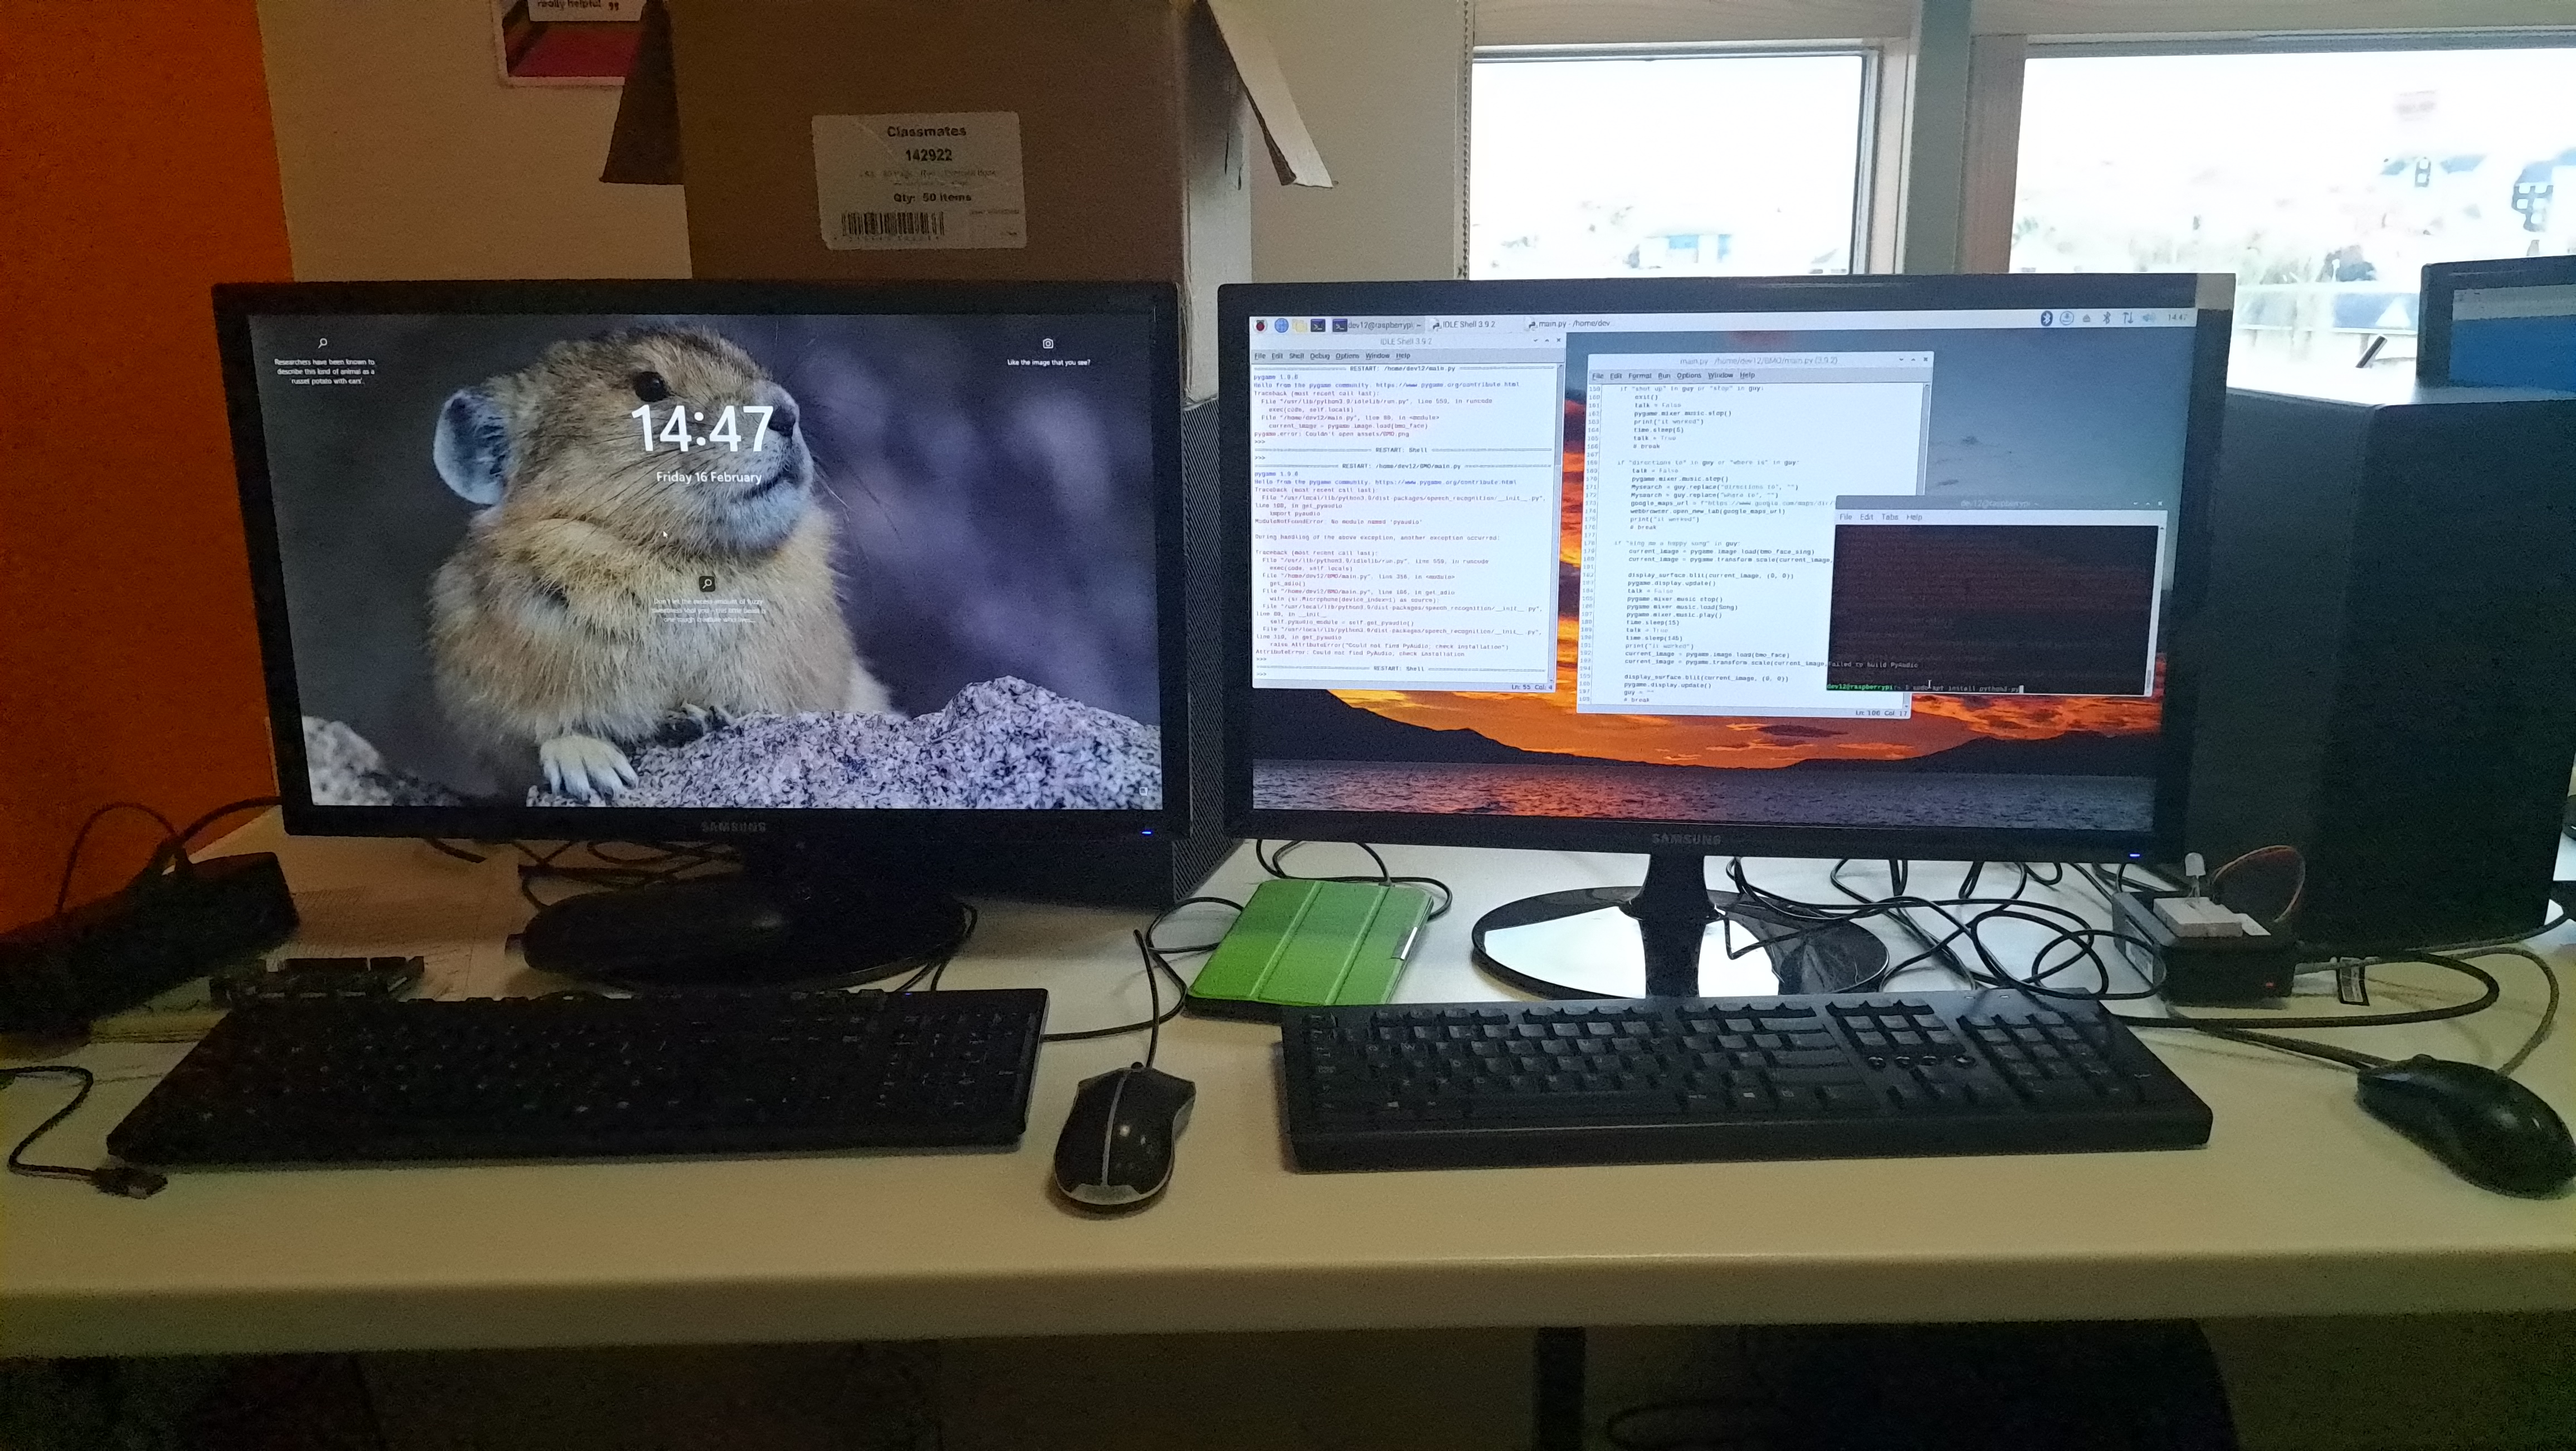 really helpful "
Classmates
142922
Qty: 50 items
Researchers have been known to
describe this kind of animal as a
'russet potato with ears'.
Like the image that you see?
14:47
Friday 16 February
SAMSUNG
dev12@raspberrypi: ~
IDLE Shell 3.9.2
main.py - /home/dev
14:47
IDLE Shell 3.9.2
File Edit Shell Debug Options Window Help
RESTART: /home/dev12/main.py
pygame 1.9.6
Hello from the pygame community. https://www.pygame.org/contribute.html
Traceback (most recent call last):
File "/usr/lib/python3.9/idlelib/run.py", line 559, in runcode
exec(code, self.locals)
File "/home/dev12/main.py", line 80, in <module>
current_image = pygame.image.load(bmo_face)
pygame.error: Couldn't open assets/BMO.png
>>>
RESTART: Shell
>>>
RESTART: /home/dev12/BMO/main.py
pygame 1.9.6
Hello from the pygame community. https://www.pygame.org/contribute.html
Traceback (most recent call last):
File "/usr/local/lib/python3.9/dist-packages/speech_recognition/__init__.py",
line 108, in get_pyaudio
import pyaudio
ModuleNotFoundError: No module named 'pyaudio'
During handling of the above exception, another exception occurred:
Traceback (most recent call last):
File "/usr/lib/python3.9/idlelib/run.py", line 559, in runcode
exec(code, self.locals)
File "/home/dev12/BMO/main.py", line 356, in <module>
get_adio()
File "/home/dev12/BMO/main.py", line 106, in get_adio
with (sr.Microphone(device_index=1) as source):
File "/usr/local/lib/python3.9/dist-packages/speech_recognition/__init__.py",
line 80, in __init__
self.pyaudio_module = self.get_pyaudio()
File "/usr/local/lib/python3.9/dist-packages/speech_recognition/__init__.py",
line 110, in get_pyaudio
raise AttributeError("Could not find PyAudio; check installation")
AttributeError: Could not find PyAudio; check installation
>>>
RESTART: Shell
>>>
Ln: 55 Col: 4
main.py - /home/dev12/BMO/main.py (3.9.2)
File Edit Format Run Options Window Help
if "shut up" in guy or "stop" in guy:
exit()
talk = False
pygame.mixer.music.stop()
print("it worked")
time.sleep(5)
talk = True
# break
if "directions to" in guy or "where is" in guy:
talk = False
pygame.mixer.music.stop()
Mysearch = guy.replace("directions to", "")
Mysearch = guy.replace("where is", "")
google_maps_url = f"https://www.google.com/maps/dir/
webbrowser.open_new_tab(google_maps_url)
print("it worked")
# break
if "sing me a happy song" in guy:
current_image = pygame.image.load(bmo_face_sing)
current_image = pygame.transform.scale(current_image,
display_surface.blit(current_image, (0, 0))
pygame.display.update()
talk = False
pygame.mixer.music.stop()
pygame.mixer.music.load(Song)
pygame.mixer.music.play()
time.sleep(15)
talk = True
time.sleep(145)
print("it worked")
current_image = pygame.image.load(bmo_face)
current_image = pygame.transform.scale(current_image,
display_surface.blit(current_image, (0, 0))
pygame.display.update()
guy = ""
# break
Ln: 106 Col: 17
dev12@raspberrypi: ~
File Edit Tabs Help
Failed to build PyAudio
dev12@raspberrypi:~ $ sudo apt install python3-py
SAMSUNG